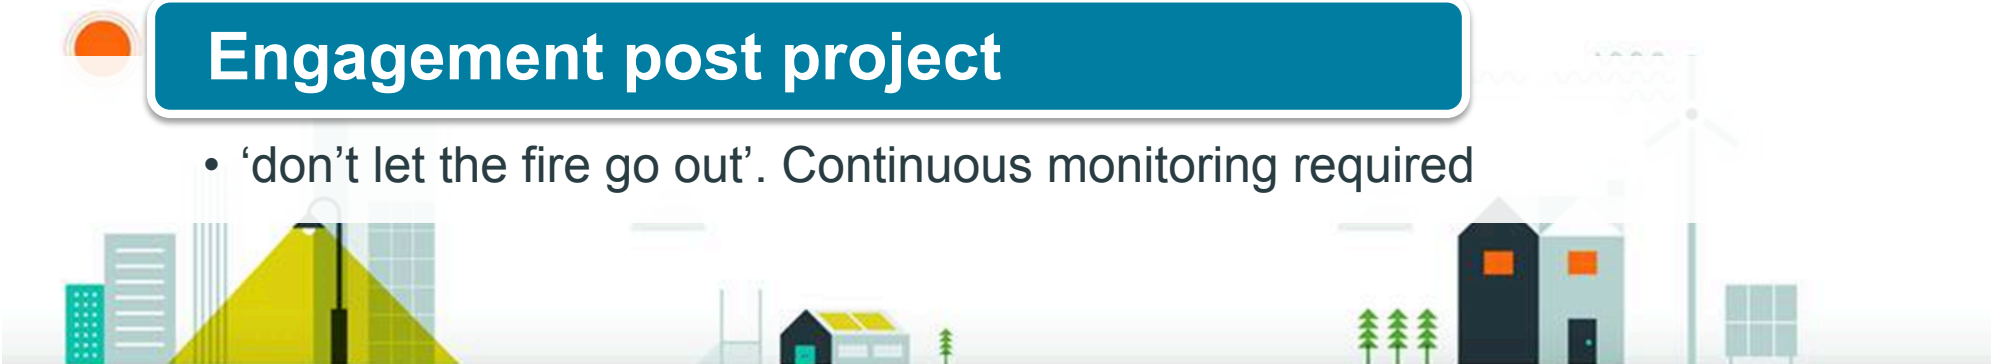 Engagement post project
• ‘don’t let the fire go out’. Continuous monitoring required